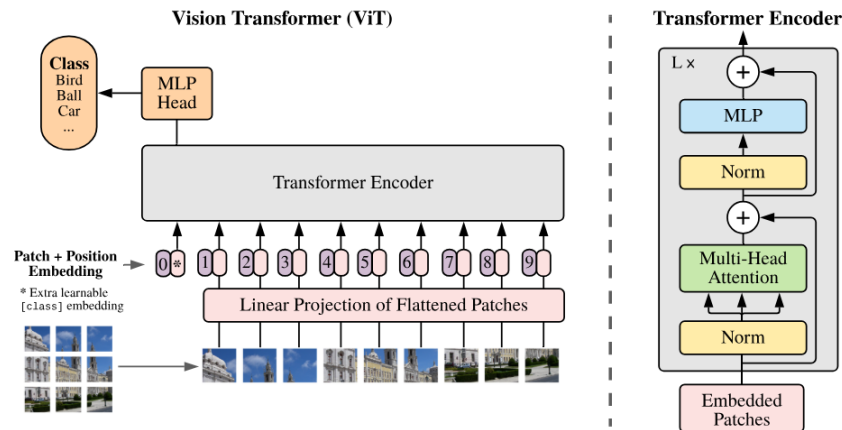 Vision Transformer (ViT)
Class
Bird
Ball
Car
...
MLP
Head
Transformer Encoder
Patch + Position
Embedding
* Extra learnable
[class] embedding
0 * 1 2 3 4 5 6 7 8 9
Linear Projection of Flattened Patches
Transformer Encoder
L ×
+
MLP
Norm
+
Multi-Head
Attention
Norm
Embedded
Patches